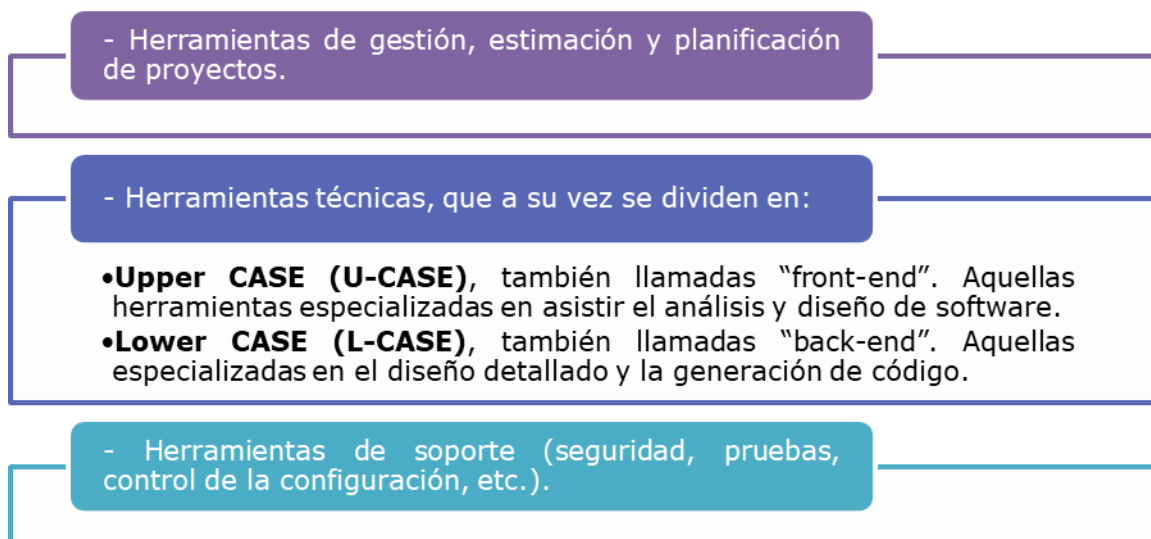 - Herramientas de gestión, estimación y planificación
de proyectos.
- Herramientas técnicas, que a su vez se dividen en:
•Upper CASE (U-CASE), también llamadas “front-end”. Aquellas
herramientas especializadas en asistir el análisis y diseño de software.
•Lower CASE (L-CASE), también llamadas “back-end”. Aquellas
especializadas en el diseño detallado y la generación de código.
- Herramientas de soporte (seguridad, pruebas,
control de la configuración, etc.).